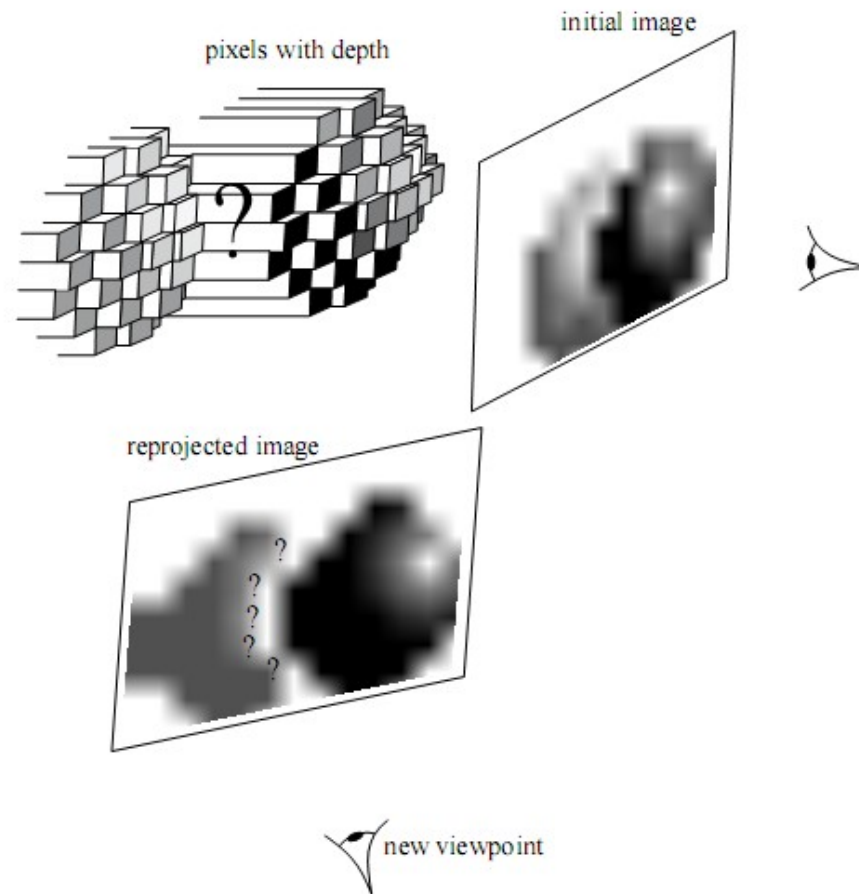 initial image
pixels with depth
?
reprojected image
?
?
?
?
?
new viewpoint